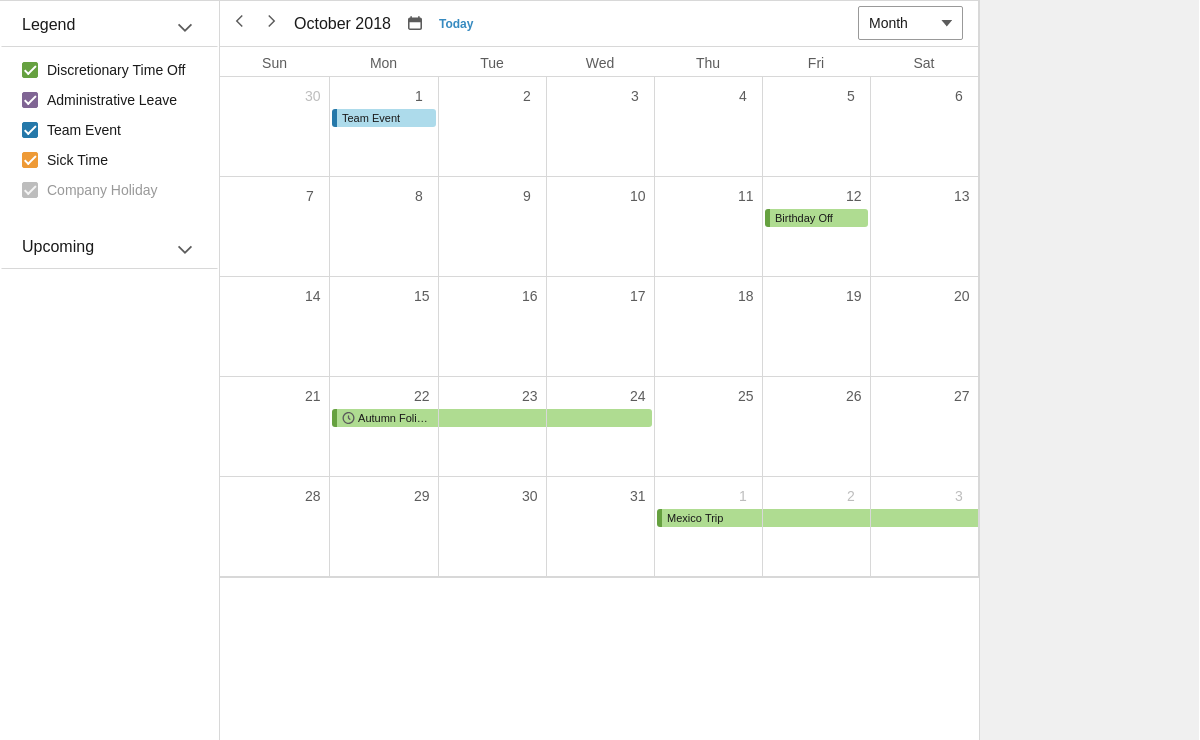 Legend
Discretionary Time Off
Administrative Leave
Team Event
Sick Time
Company Holiday
Upcoming
October 2018 Today Month
Sun Mon Tue Wed Thu Fri Sat
30 1 2 3 4 5 6
Team Event
7 8 9 10 11 12 13
Birthday Off
14 15 16 17 18 19 20
21 22 23 24 25 26 27
Autumn Foli...
28 29 30 31 1 2 3
Mexico Trip